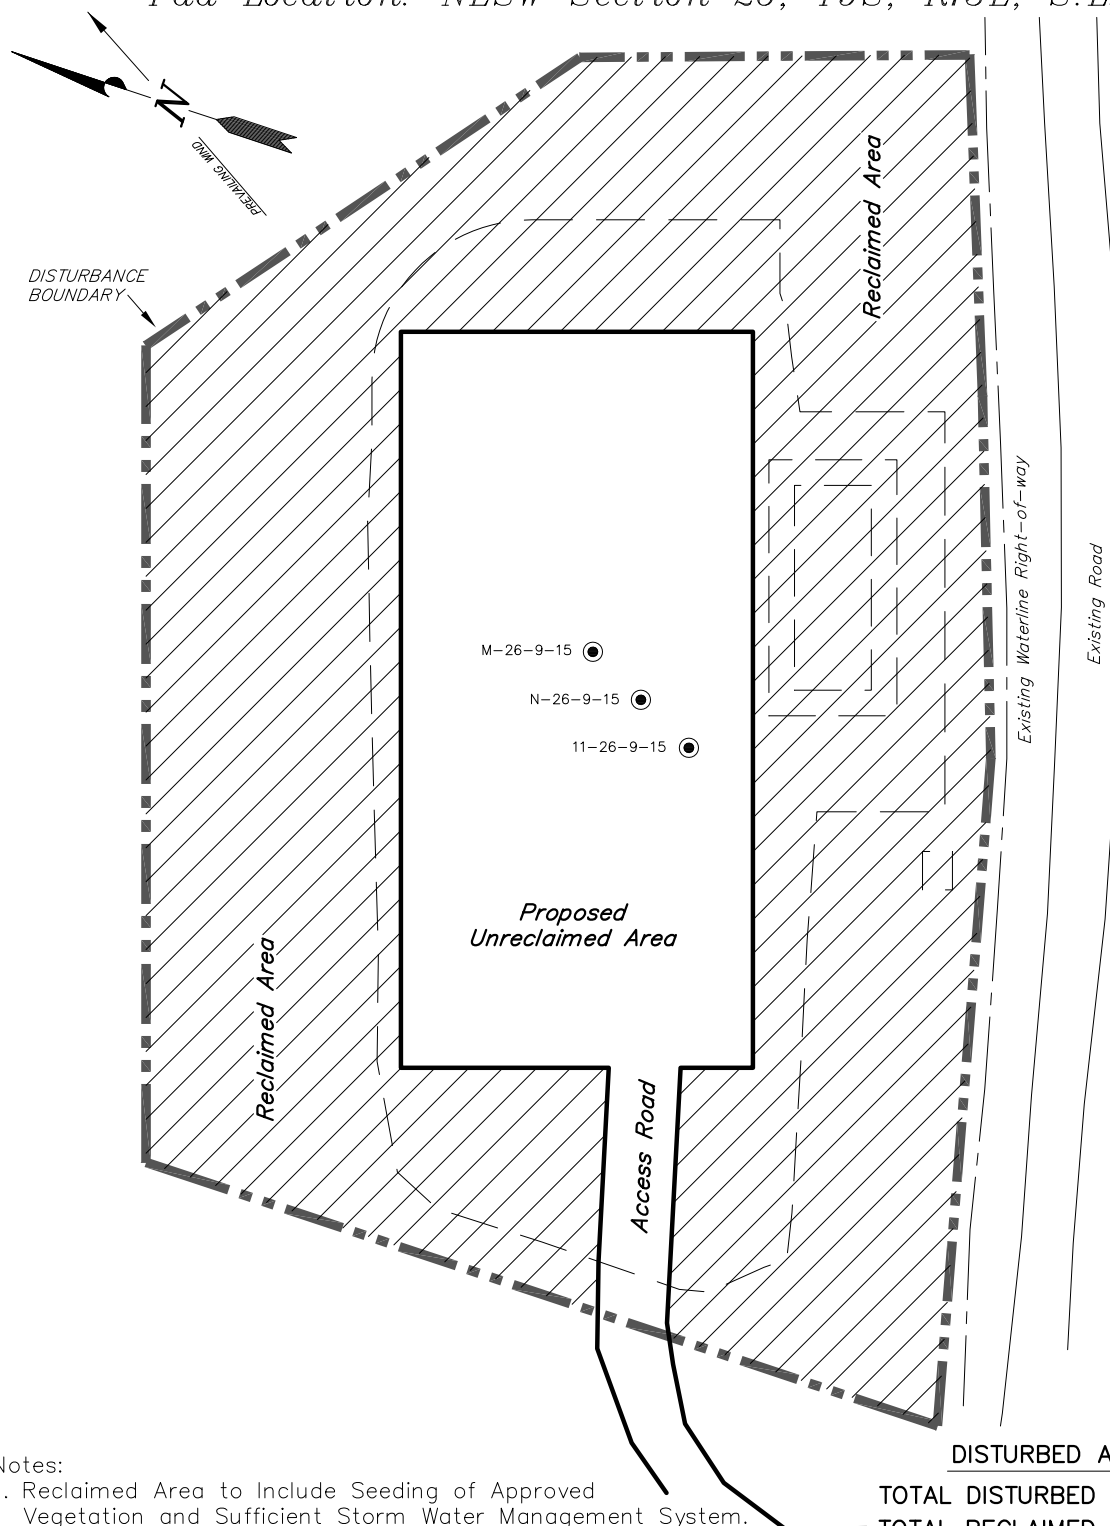 Pad Location: NESW Section 26, T9S, R15E, S.L.
N
PREVAILING WIND
DISTURBANCE
BOUNDARY
Reclaimed Area
Existing Waterline Right-of-way
Existing Road
M-26-9-15
N-26-9-15
11-26-9-15
Proposed
Unreclaimed Area
Reclaimed Area
Access Road
Notes:
. Reclaimed Area to Include Seeding of Approved
Vegetation and Sufficient Storm Water Management System.
DISTURBED A
TOTAL DISTURBED
TOTAL RECLAIMED